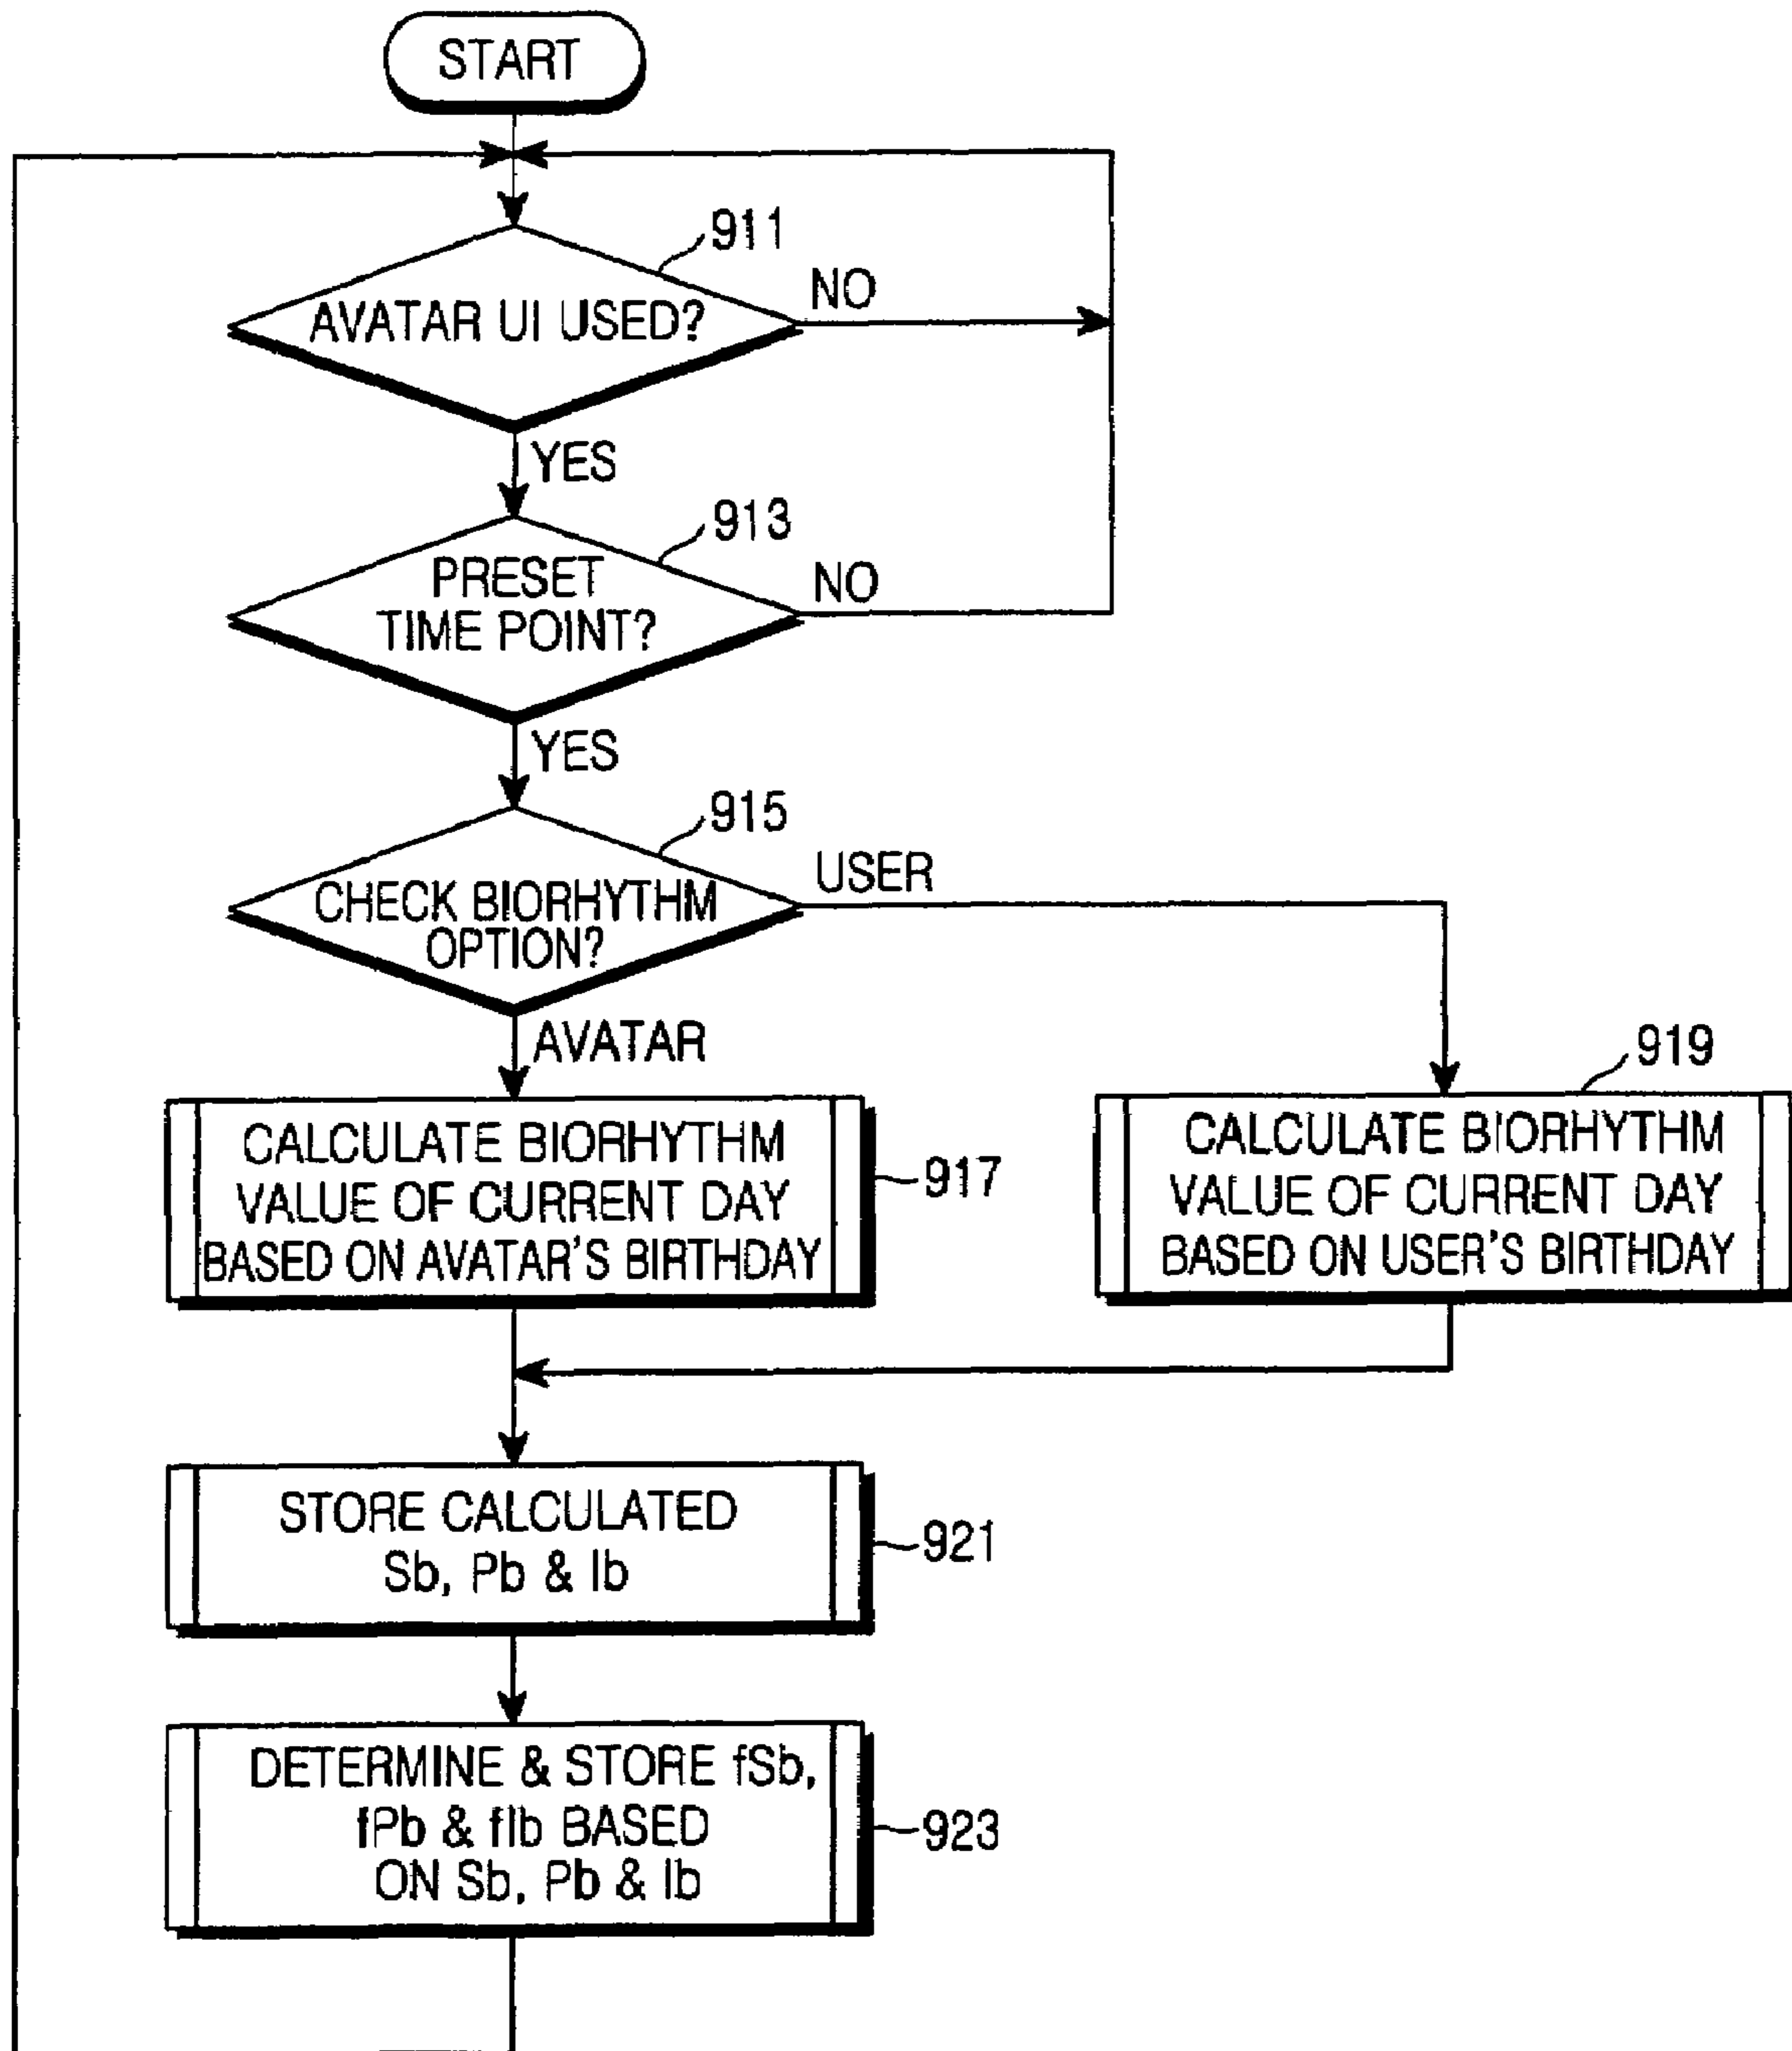 START
911
AVATAR UI USED?
NO
YES
913
PRESET
TIME POINT?
NO
YES
915
CHECK BIORHYTHM
OPTION?
USER
AVATAR
CALCULATE BIORHYTHM
VALUE OF CURRENT DAY
BASED ON AVATAR'S BIRTHDAY
917
919
CALCULATE BIORHYTHM
VALUE OF CURRENT DAY
BASED ON USER'S BIRTHDAY
STORE CALCULATED
Sb, Pb & Ib
921
DETERMINE & STORE fSb,
fPb & fIb BASED
ON Sb, Pb & Ib
923